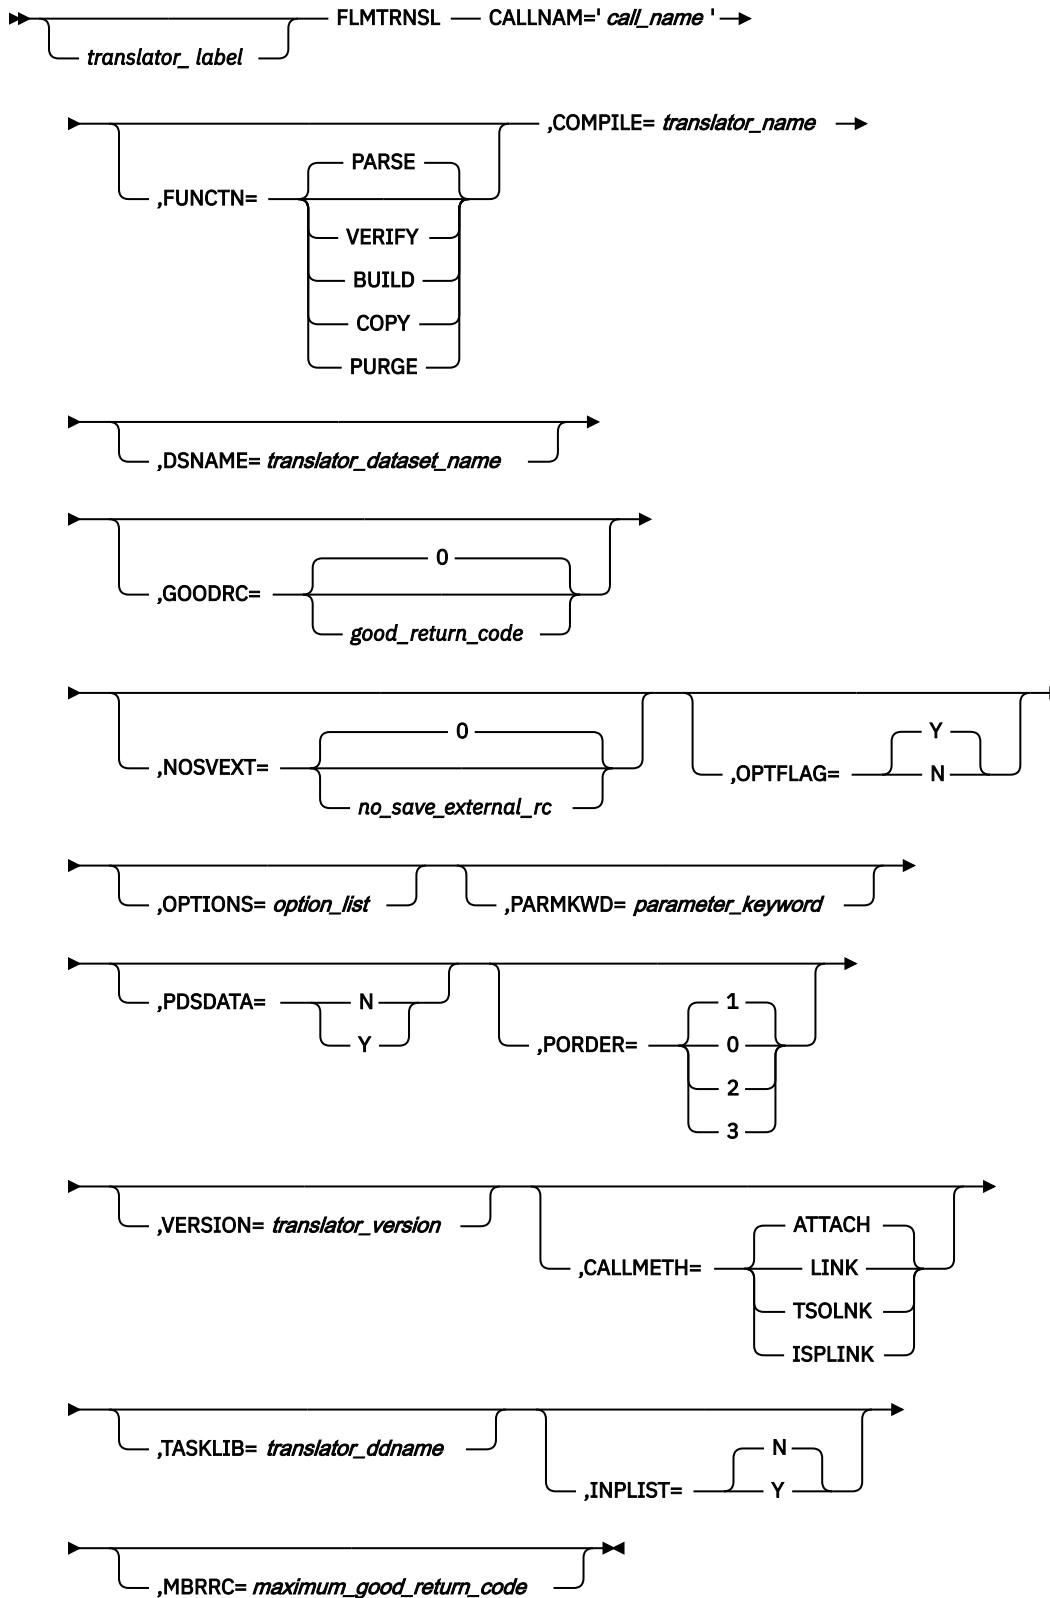 FLMTRNSL CALLNAM=' call_name '
translator_ label
,COMPILE= translator_name
PARSE
,FUNCTN=
VERIFY
BUILD
COPY
PURGE
,DSNAME= translator_dataset_name
0
,GOODRC=
good_return_code
0
Y
,NOSVEXT=
,OPTFLAG= N
no_save_external_rc
,OPTIONS= option_list ,PARMKWD= parameter_keyword
,PDSDATA= N
1
Y
,PORDER= 0
2
3
,VERSION= translator_version
ATTACH
,CALLMETH= LINK
TSOLNK
ISPLINK
,TASKLIB= translator_ddname
N
,INPLIST= Y
,MBRRC= maximum_good_return_code